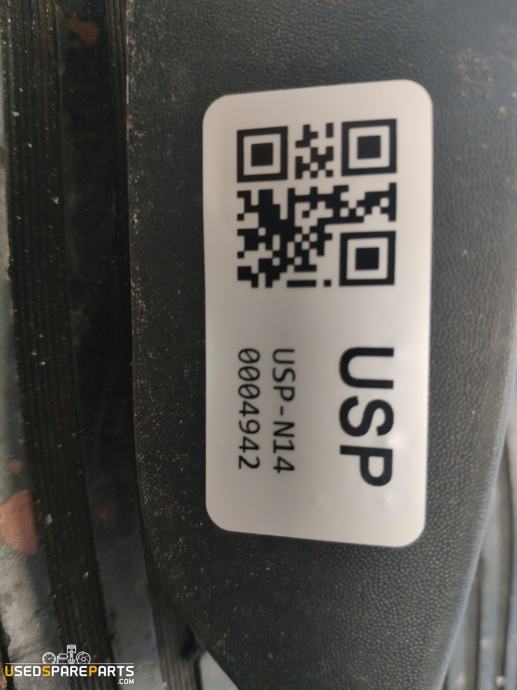 USP
USP-N14
0004942
USEDSPAREPARTS
.COM